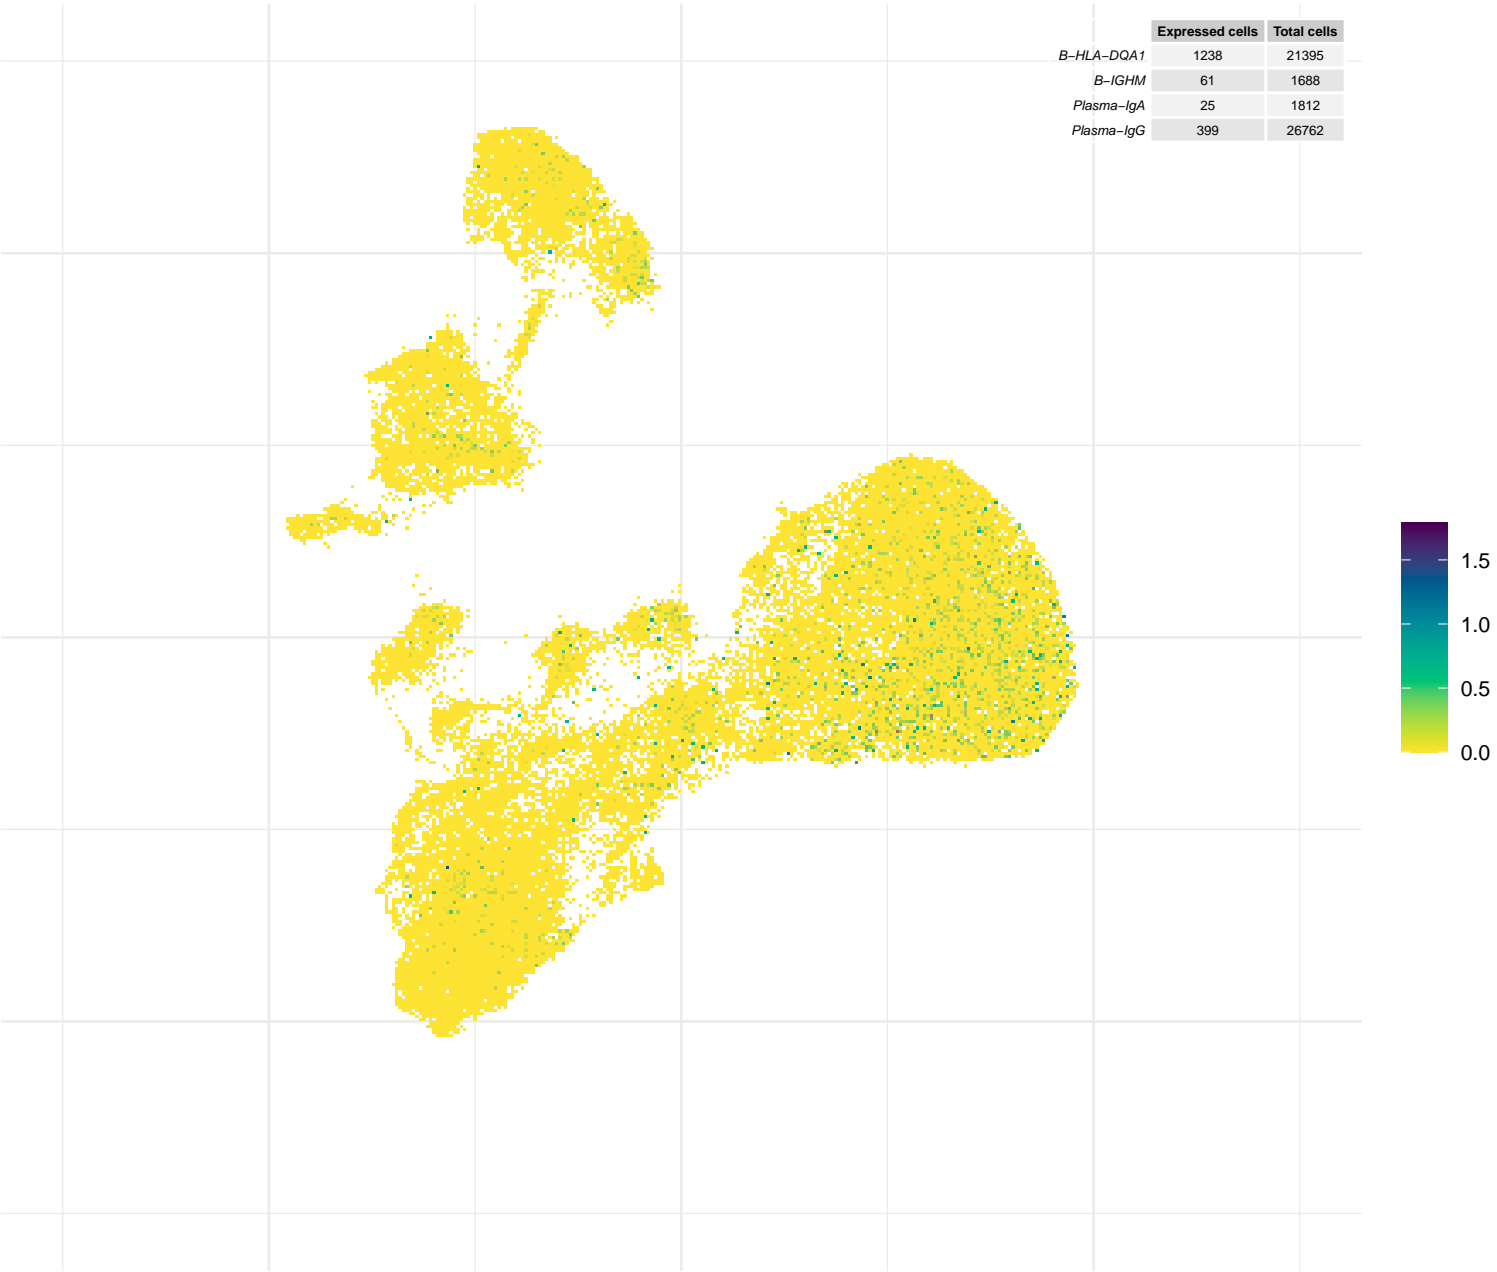 Expressed cells Total cells
B-HLA-DQA1 1238 21395
B-IGHM 61 1688
Plasma-IgA 25 1812
Plasma-IgG 399 26762
1.5
1.0
0.5
0.0